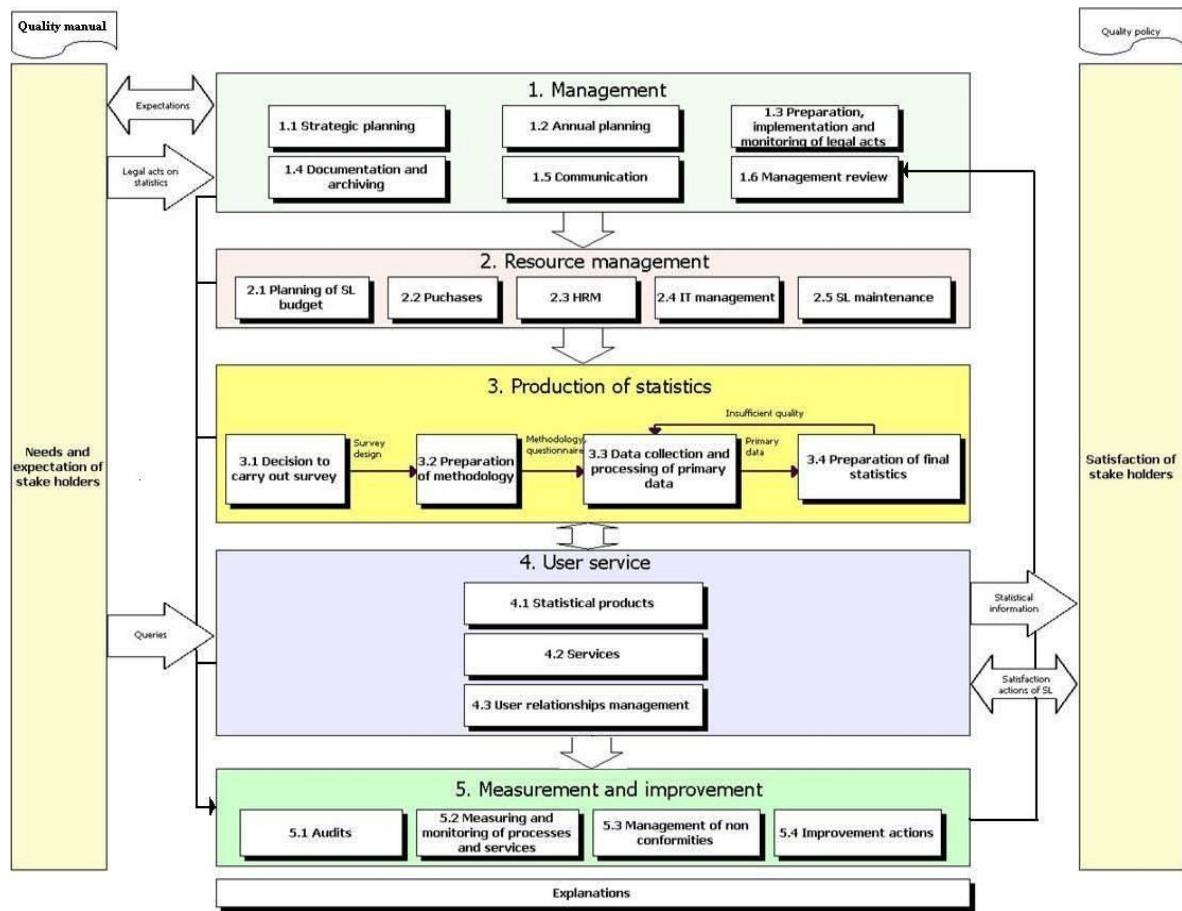 Quality manual
Quality policy
Expectations
Legal acts on
statistics
Needs and
expectation of
stake holders
Queries
1. Management
1.1 Strategic planning
1.2 Annual planning
1.3 Preparation,
implementation and
monitoring of legal acts
1.4 Documentation and
archiving
1.5 Communication
1.6 Management review
2. Resource management
2.1 Planning of SL
budget
2.2 Puchases
2.3 HRM
2.4 IT management
2.5 SL maintenance
3. Production of statistics
Insufficient quality
3.1 Decision to
carry out survey
Survey
design
3.2 Preparation
of methodology
Methodology,
questionnaire
3.3 Data collection and
processing of primary
data
Primary
data
3.4 Preparation of final
statistics
4. User service
4.1 Statistical products
4.2 Services
4.3 User relationships management
Statistical
information
Satisfaction
actions of SL
Satisfaction of
stake holders
5. Measurement and improvement
5.1 Audits
5.2 Measuring and
monitoring of processes
and services
5.3 Management of non
conformities
5.4 Improvement actions
Explanations